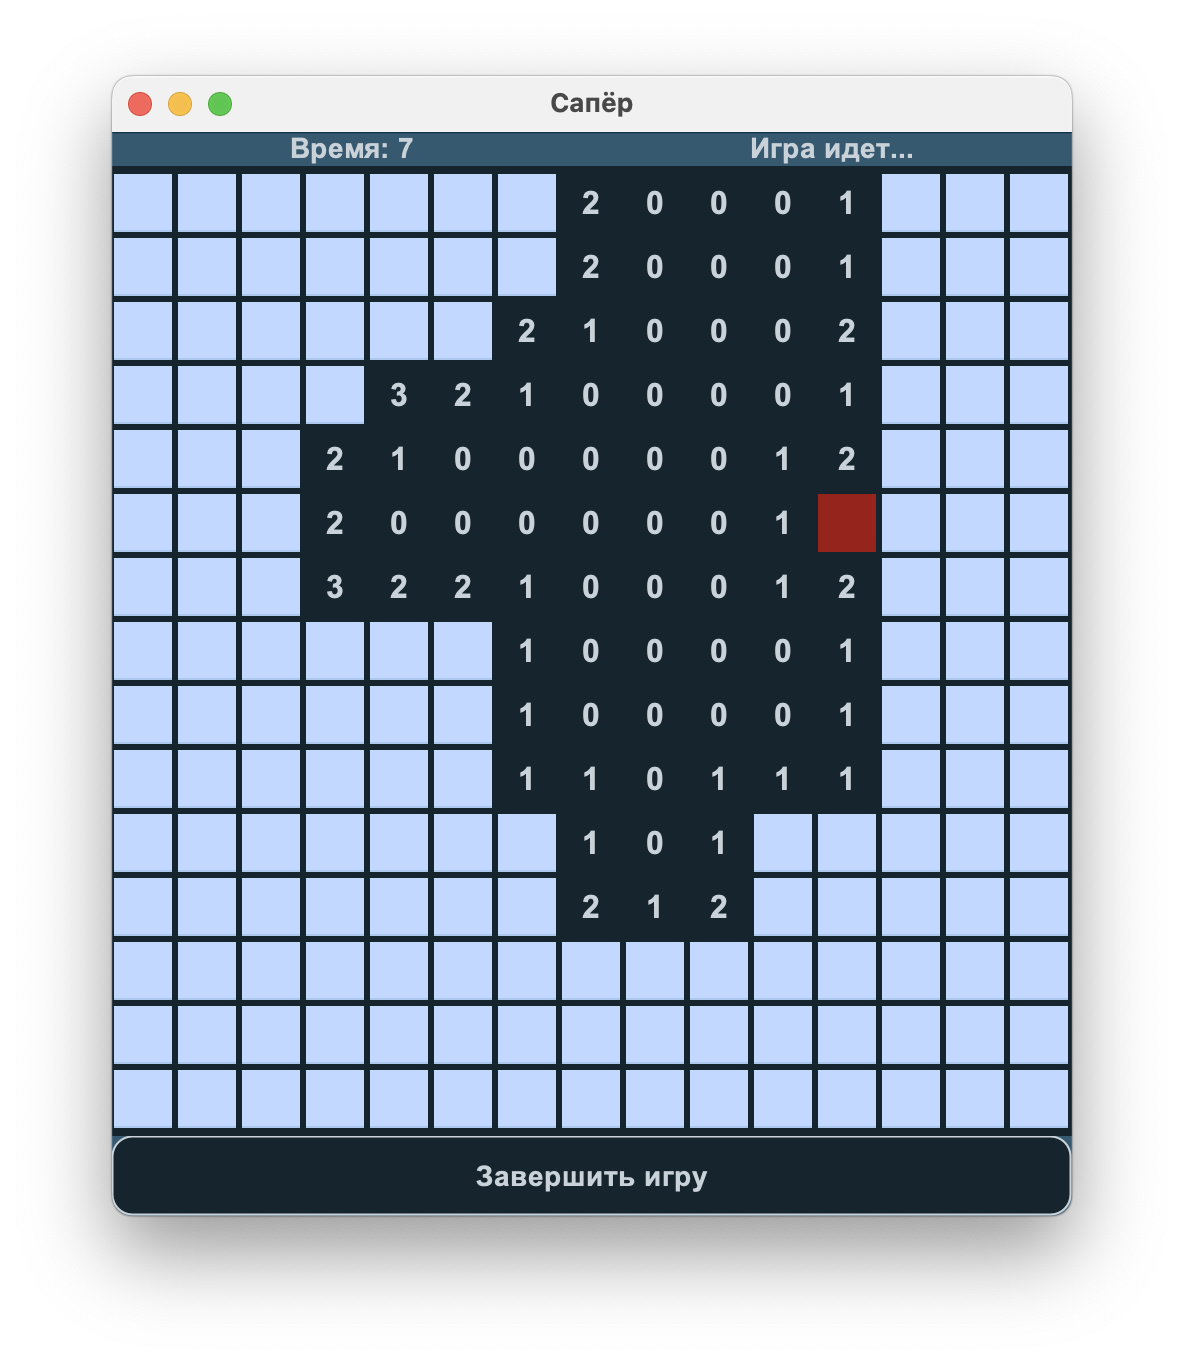 Сапёр
Время: 7 Игра идет...
2 0 0 0 1
2 0 0 0 1
2 1 0 0 0 2
3 2 1 0 0 0 0 1
2 1 0 0 0 0 0 1 2
2 0 0 0 0 0 0 1
3 2 2 1 0 0 0 1 2
1 0 0 0 0 1
1 0 0 0 0 1
1 1 0 1 1 1
1 0 1
2 1 2
Завершить игру